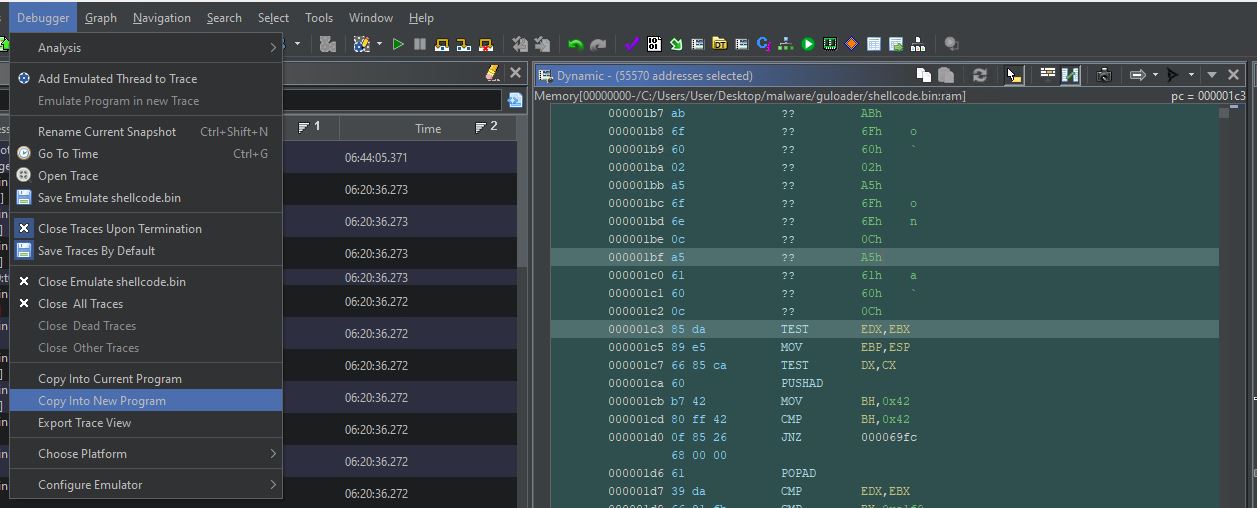 Debugger Graph Navigation Search Select Tools Window Help
Analysis
Add Emulated Thread to Trace
Emulate Program in new Trace
Rename Current Snapshot Ctrl+Shift+N
Go To Time Ctrl+G
Open Trace
Save Emulate shellcode.bin
Close Traces Upon Termination
Save Traces By Default
Close Emulate shellcode.bin
Close All Traces
Close Dead Traces
Close Other Traces
Copy Into Current Program
Copy Into New Program
Export Trace View
Choose Platform
Configure Emulator
1 Time 2
06:44:05.371
06:20:36.273
06:20:36.273
06:20:36.273
06:20:36.273
06:20:36.272
06:20:36.272
06:20:36.272
06:20:36.272
06:20:36.272
06:20:36.272
06:20:36.272
Dynamic - (55570 addresses selected)
Memory[00000000-/C:/Users/User/Desktop/malware/guloader/shellcode.bin:ram] pc = 000001c3
000001b7 ab ?? ABh
000001b8 6f ?? 6Fh o
000001b9 60 ?? 60h `
000001ba 02 ?? 02h
000001bb a5 ?? A5h
000001bc 6f ?? 6Fh o
000001bd 6e ?? 6Eh n
000001be 0c ?? 0Ch
000001bf a5 ?? A5h
000001c0 61 ?? 61h a
000001c1 60 ?? 60h `
000001c2 0c ?? 0Ch
000001c3 85 da TEST EDX,EBX
000001c5 89 e5 MOV EBP,ESP
000001c7 66 85 ca TEST DX,CX
000001ca 60 PUSHAD
000001cb b7 42 MOV BH,0x42
000001cd 80 ff 42 CMP BH,0x42
000001d0 0f 85 26 JNZ 000069fc
68 00 00
000001d6 61 POPAD
000001d7 39 da CMP EDX,EBX